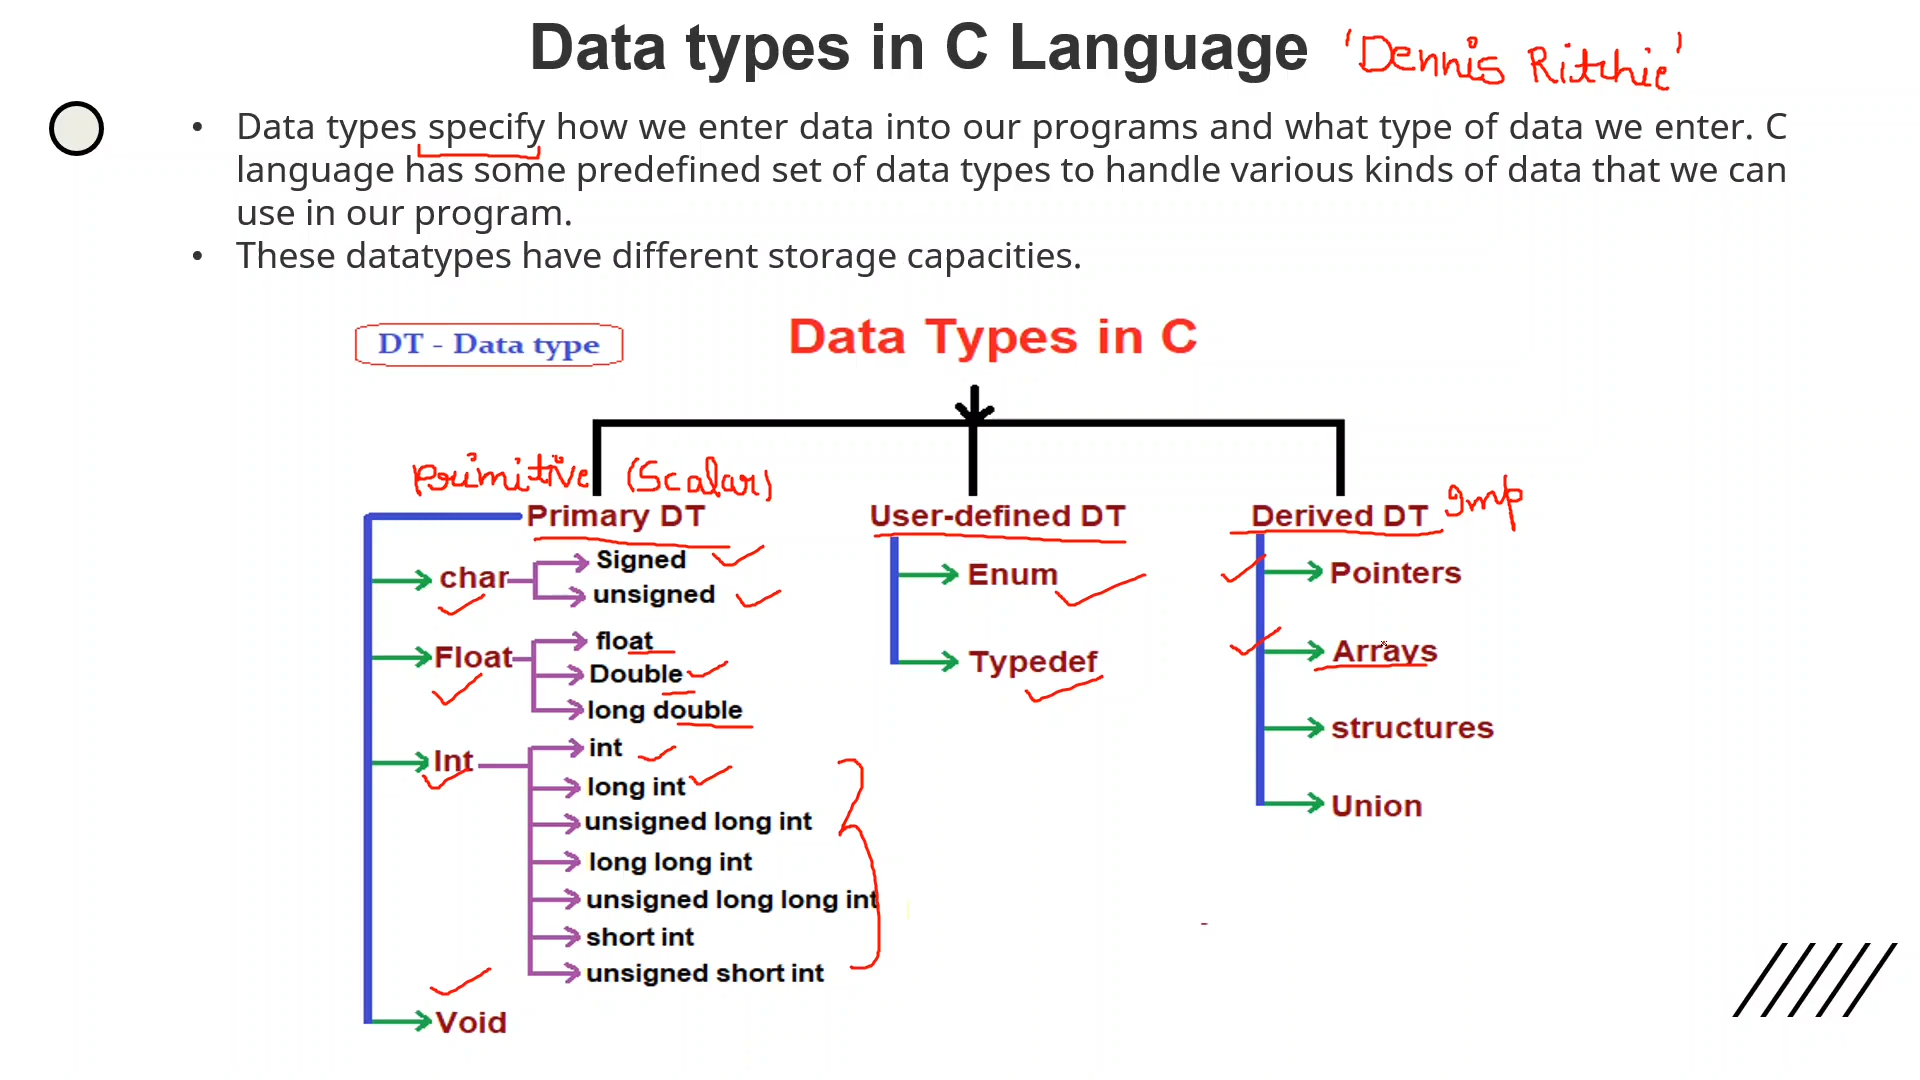 Data types in C Language 'Dennis Ritchie'
• Data types specify how we enter data into our programs and what type of data we enter. C
language has some predefined set of data types to handle various kinds of data that we can
use in our program.
• These datatypes have different storage capacities.
DT - Data type
Data Types in C
Primitive (Scalar)
Primary DT
char
Signed
unsigned
Float
float
Double
long double
Int
int
long int
unsigned long int
long long int
unsigned long long int
short int
unsigned short int
Void
User-defined DT
Enum
Typedef
Derived DT Imp
Pointers
Arrays
structures
Union